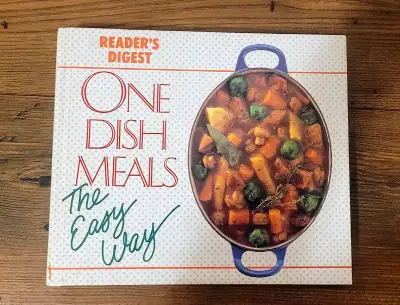 READER'S
DIGEST
ONE
DISH
MEALS
The
Easy
Way